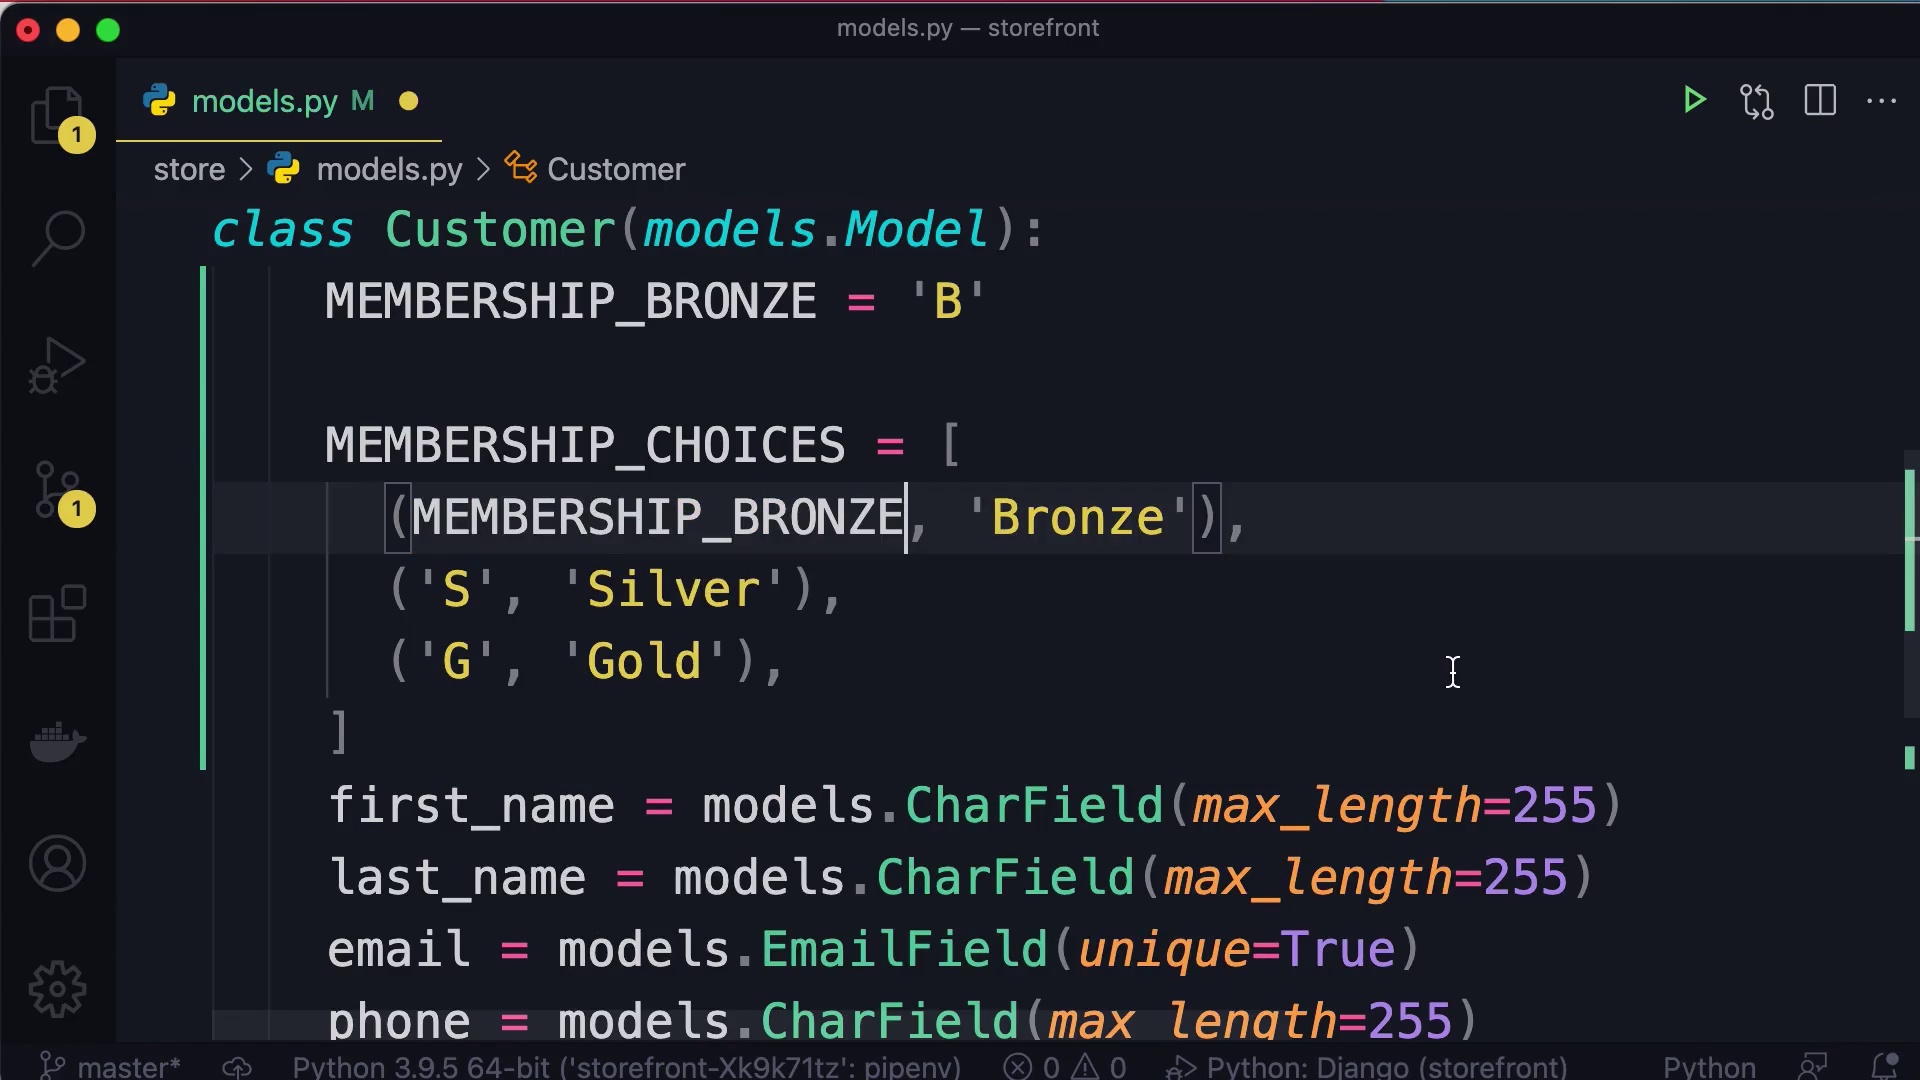 models.py — storefront
models.py M
1
store > models.py > Customer
class Customer(models.Model):
MEMBERSHIP_BRONZE = 'B'
MEMBERSHIP_CHOICES = [
(MEMBERSHIP_BRONZE, 'Bronze'),
('S', 'Silver'),
('G', 'Gold'),
]
first_name = models.CharField(max_length=255)
last_name = models.CharField(max_length=255)
email = models.EmailField(unique=True)
phone = models.CharField(max_length=255)
1
master* Python 3.9.5 64-bit ('storefront-Xk9k71tz': pipenv) 0 0 Python: Django (storefront) Python